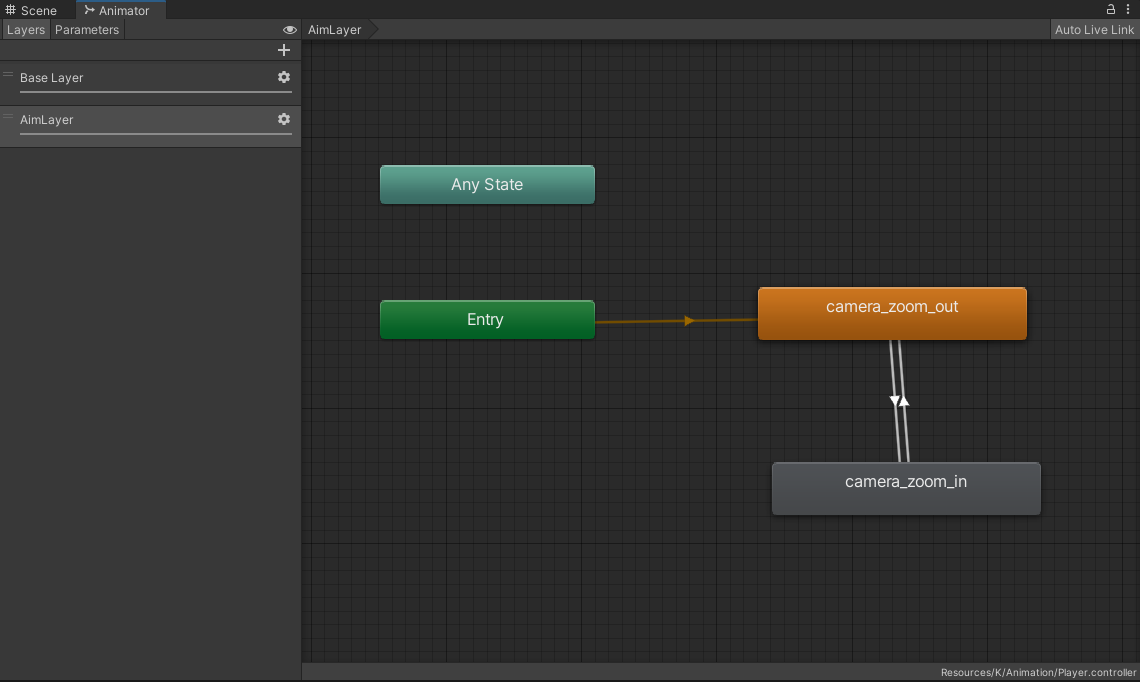 Scene
Animator
Layers
Parameters
AimLayer
Auto Live Link
Base Layer
AimLayer
Any State
Entry
camera_zoom_out
camera_zoom_in
Resources/K/Animation/Player.controller